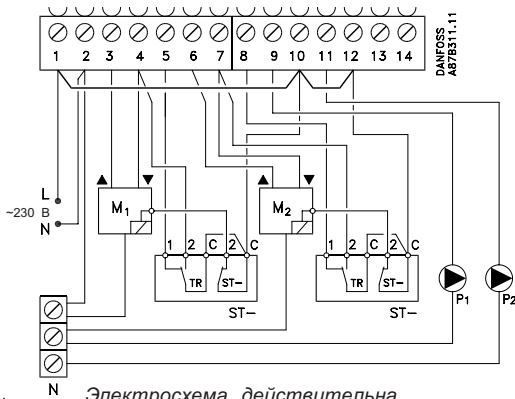 1 2 3 4 5 6 7 8 9 10 11 12 13 14
DANFOSS
A87B311.11
L
~230 В
N
M1
M2
1 2 C 2 C
TR ST-
ST-
1 2 C 2 C
TR ST-
ST-
P1
P2
N
Электросхема действительна